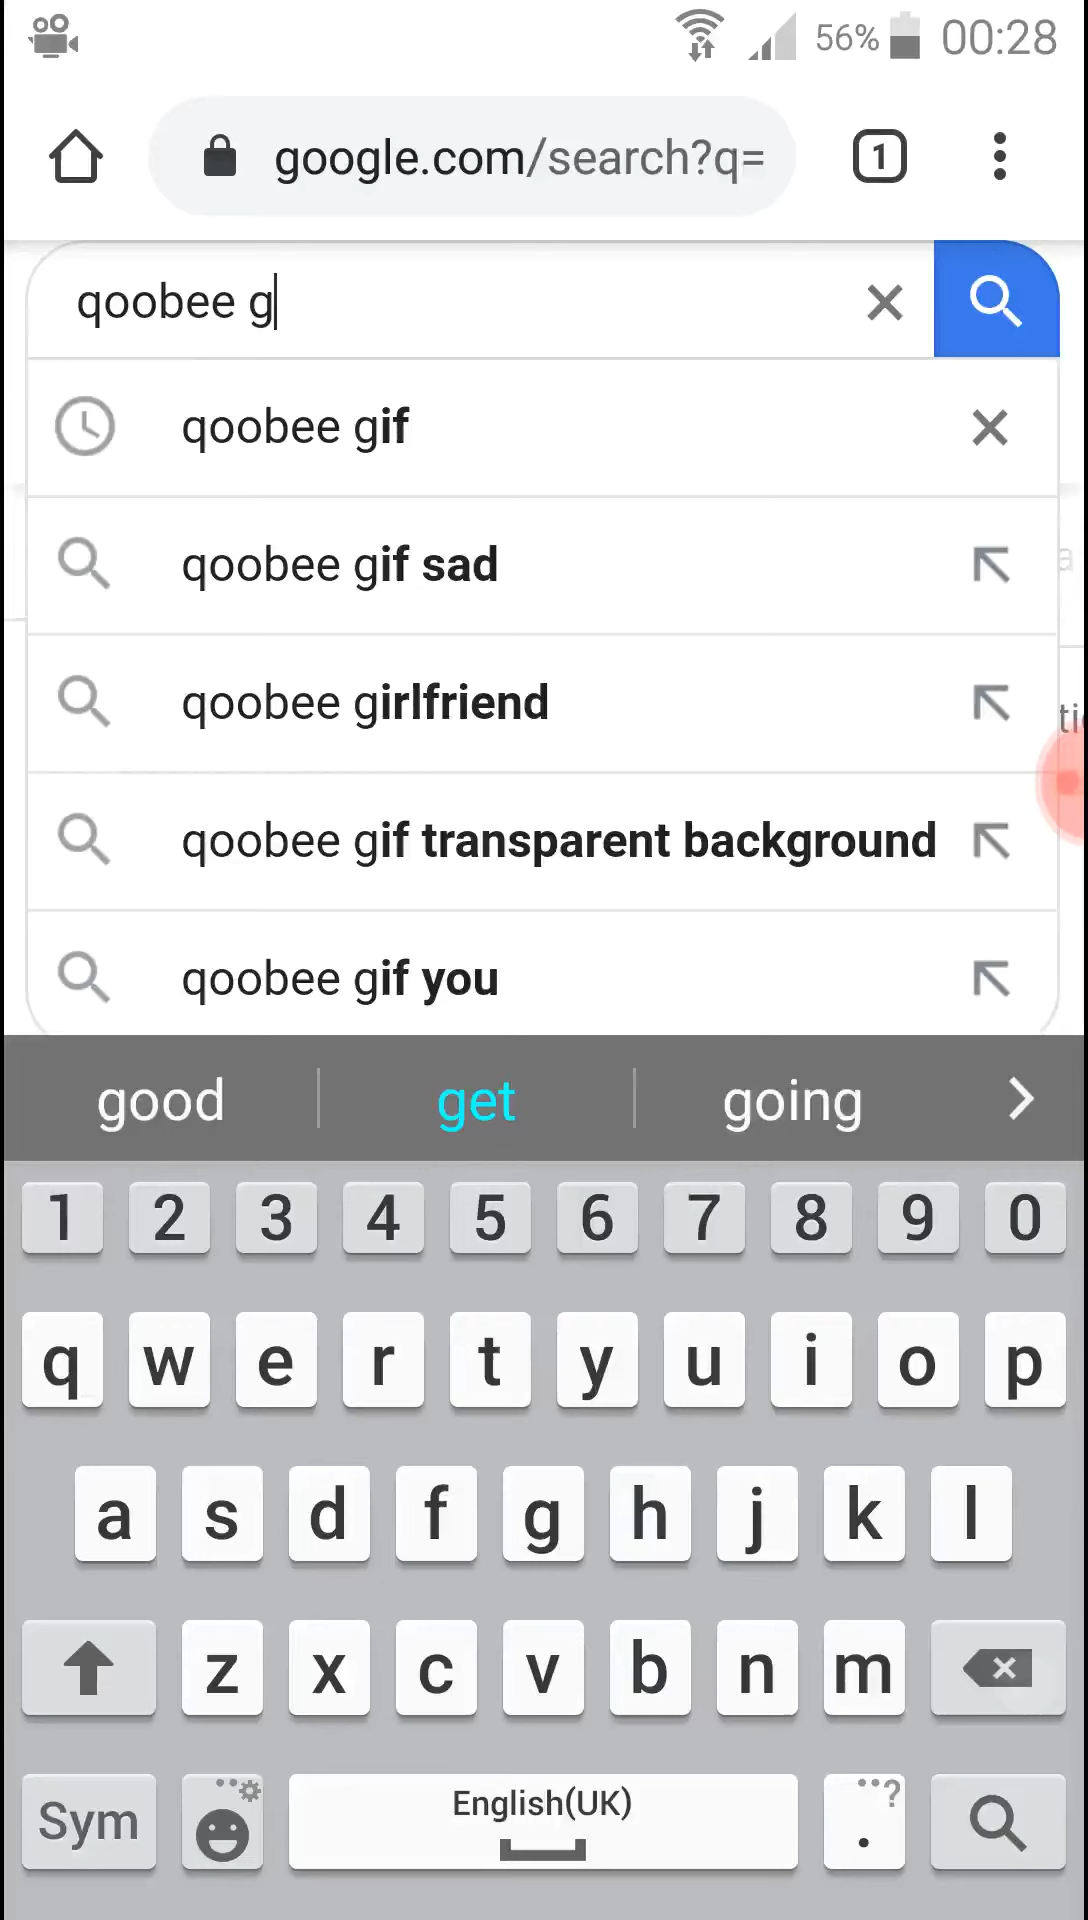 56% 00:28
google.com/search?q= 1
qoobee g
qoobee gif
qoobee gif sad
a
qoobee girlfriend
ti
qoobee gif transparent background
qoobee gif you
good get going
1 2 3 4 5 6 7 8 9 0
q w e r t y u i o p
a s d f g h j k l
z x c v b n m
Sym English(UK) . ?